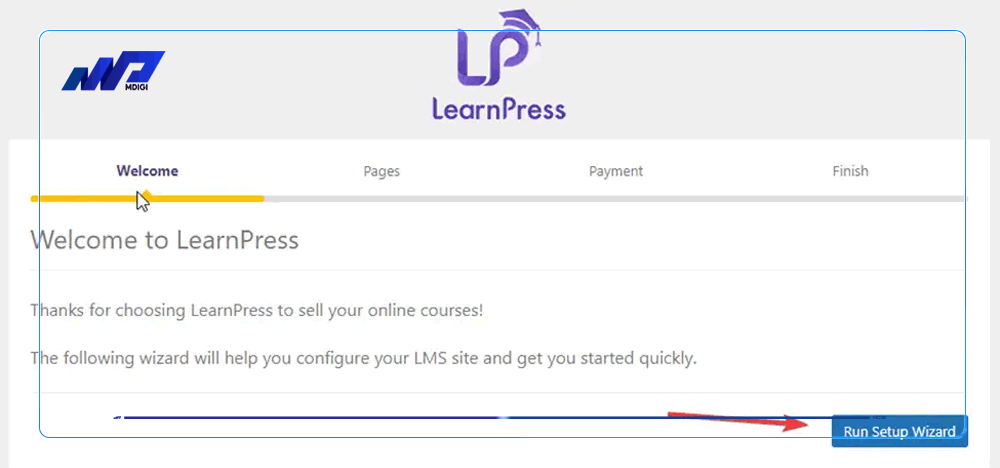 MDIGI
LearnPress
Welcome
Pages
Payment
Finish
Welcome to LearnPress
Thanks for choosing LearnPress to sell your online courses!
The following wizard will help you configure your LMS site and get you started quickly.
Run Setup Wizard